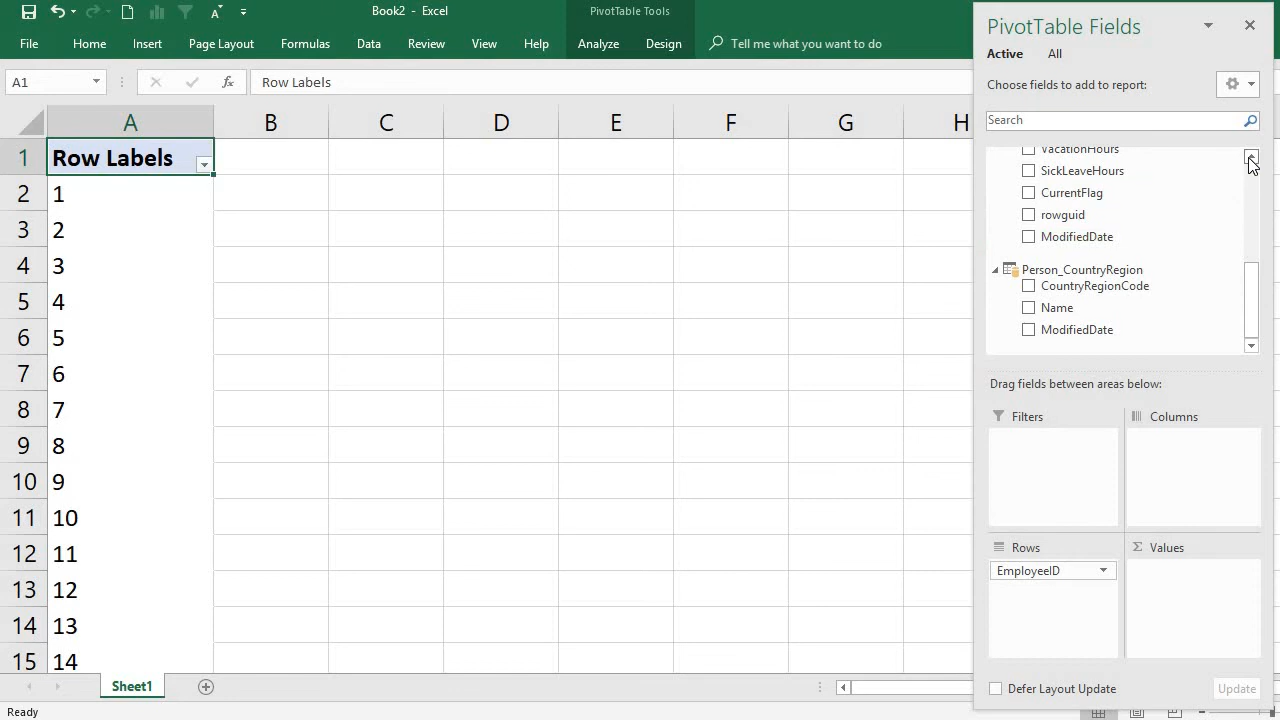 Book2 - Excel
PivotTable Tools
File
Home
Insert
Page Layout
Formulas
Data
Review
View
Help
Analyze
Design
Tell me what you want to do
A1
fx
Row Labels
A
B
C
D
E
F
G
H
1
Row Labels
2
1
3
2
4
3
5
4
6
5
7
6
8
7
9
8
10
9
11
10
12
11
13
12
14
13
15
14
Sheet1
Ready
PivotTable Fields
Active
All
Choose fields to add to report:
Search
VacationHours
SickLeaveHours
CurrentFlag
rowguid
ModifiedDate
Person_CountryRegion
CountryRegionCode
Name
ModifiedDate
Drag fields between areas below:
Filters
Columns
Rows
Σ Values
EmployeeID
Defer Layout Update
Update